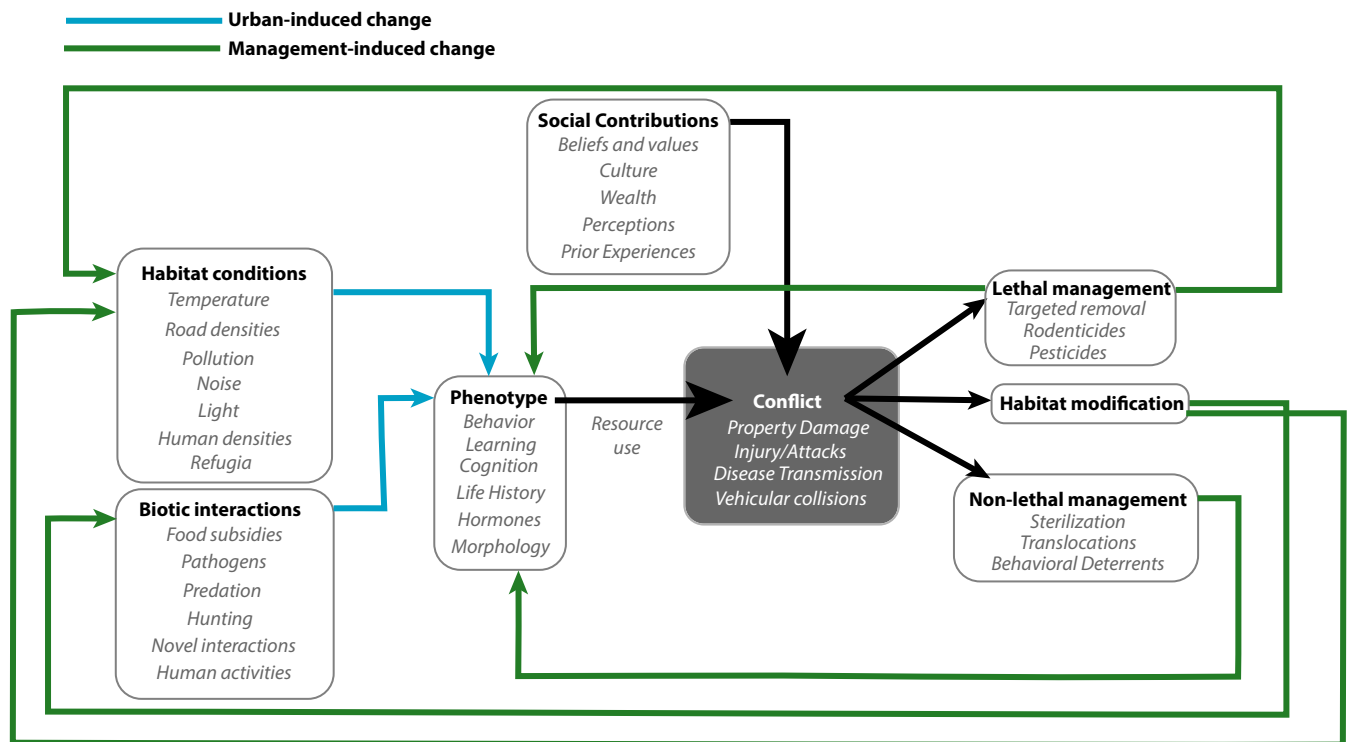 Urban-induced change
Management-induced change
Social Contributions
Beliefs and values
Culture
Wealth
Perceptions
Prior Experiences
Habitat conditions
Temperature
Road densities
Pollution
Noise
Light
Human densities
Refugia
Biotic interactions
Food subsidies
Pathogens
Predation
Hunting
Novel interactions
Human activities
Phenotype
Behavior
Learning
Cognition
Life History
Hormones
Morphology
Resource
use
Conflict
Property Damage
Injury/Attacks
Disease Transmission
Vehicular collisions
Lethal management
Targeted removal
Rodenticides
Pesticides
Habitat modification
Non-lethal management
Sterilization
Translocations
Behavioral Deterrents